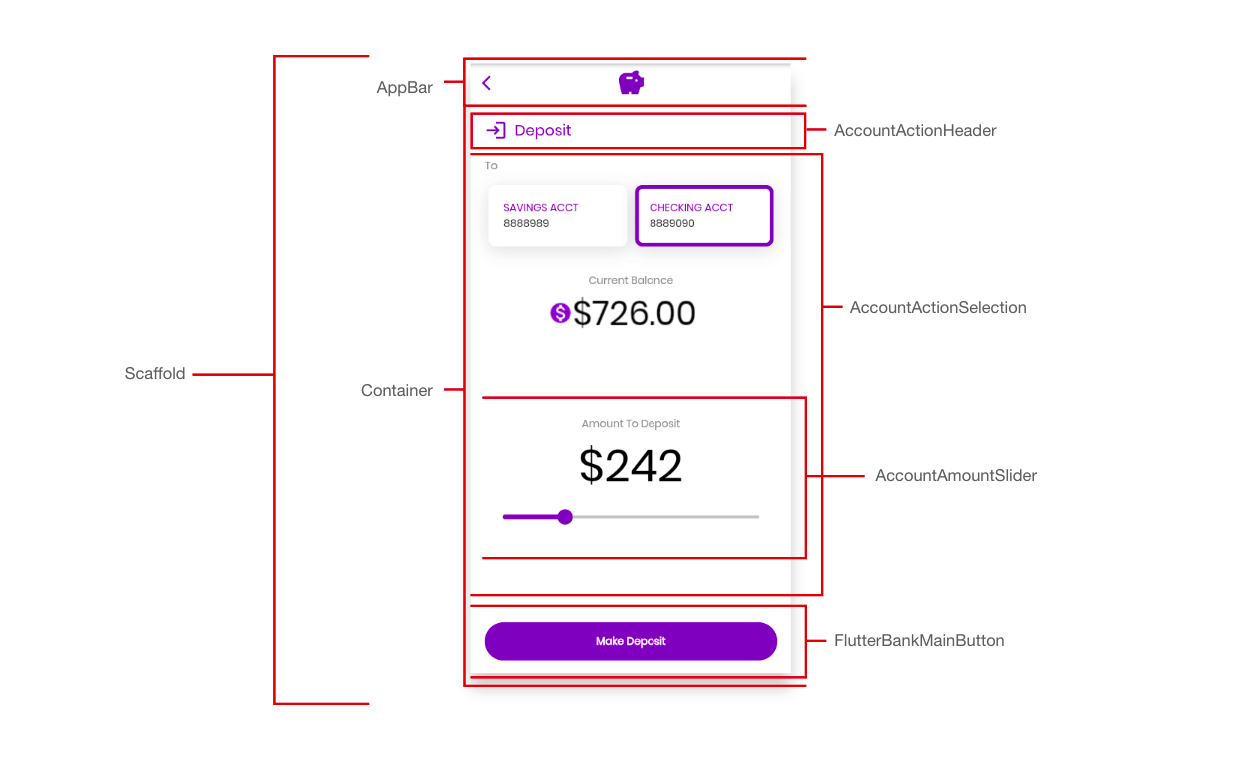 AppBar
Deposit
AccountActionHeader
To
SAVINGS ACCT
8888989
CHECKING ACCT
8889090
Current Balance
$726.00
AccountActionSelection
Scaffold
Container
Amount To Deposit
$242
AccountAmountSlider
Make Deposit
FlutterBankMainButton